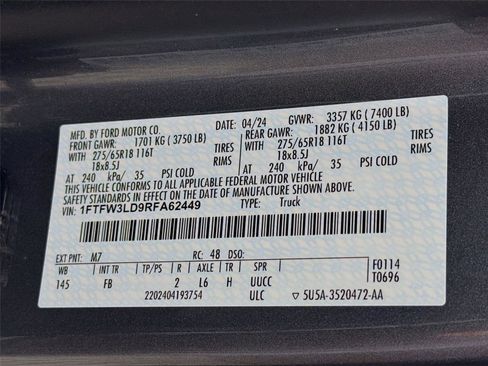 MFD. BY FORD MOTOR CO.
04/24 GVWR: 3357 KG ( 7400 LB)
FRONT GAWR: 1701 KG ( 3750 LB) REAR GAWR: 1882 KG ( 4150 LB)
WITH 275/65R18 116T TIRES WITH 275/65R18 116T TIRES
18x8.5J RIMS 18x8.5J RIMS
AT 240 kPa/ 35 PSI COLD AT 240 kPa/ 35 PSI COLD
THIS VEHICLE CONFORMS TO ALL APPLICABLE FEDERAL MOTOR VEHICLE
SAFETY STANDARDS IN EFFECT ON THE DATE OF MANUFACTURE SHOWN ABOVE.
VIN: 1FTFW3LD9RFA62449 TYPE: Truck
EXT PNT: M7 RC: 48 DSO:
WB INT TR TP/PS R AXLE TR SPR
145 FB 2 L6 H UUCC
2202404193754 ULC
F0114
T0696
5U5A-3520472-AA